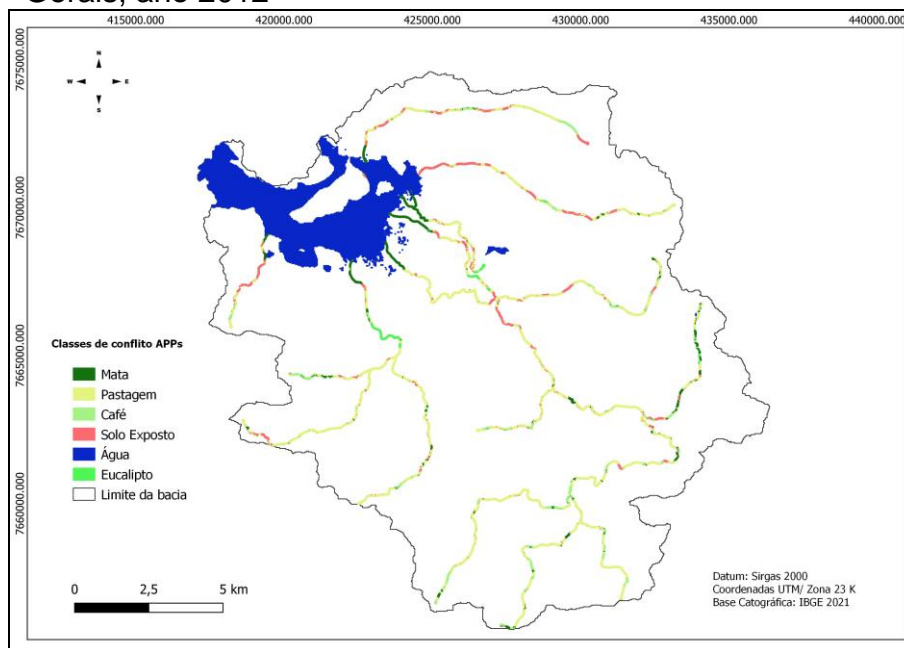 Gerais, ano 2012
415000.000 420000.000 425000.000 430000.000 435000.000 440000.000
7675000.000
7670000.000
7665000.000
7660000.000
N
W E
S
Classes de conflito APPs
Mata
Pastagem
Café
Solo Exposto
Água
Eucalipto
Limite da bacia
0 2,5 5 km
Datum: Sirgas 2000
Coordenadas UTM/ Zona 23 K
Base Catográfica: IBGE 2021